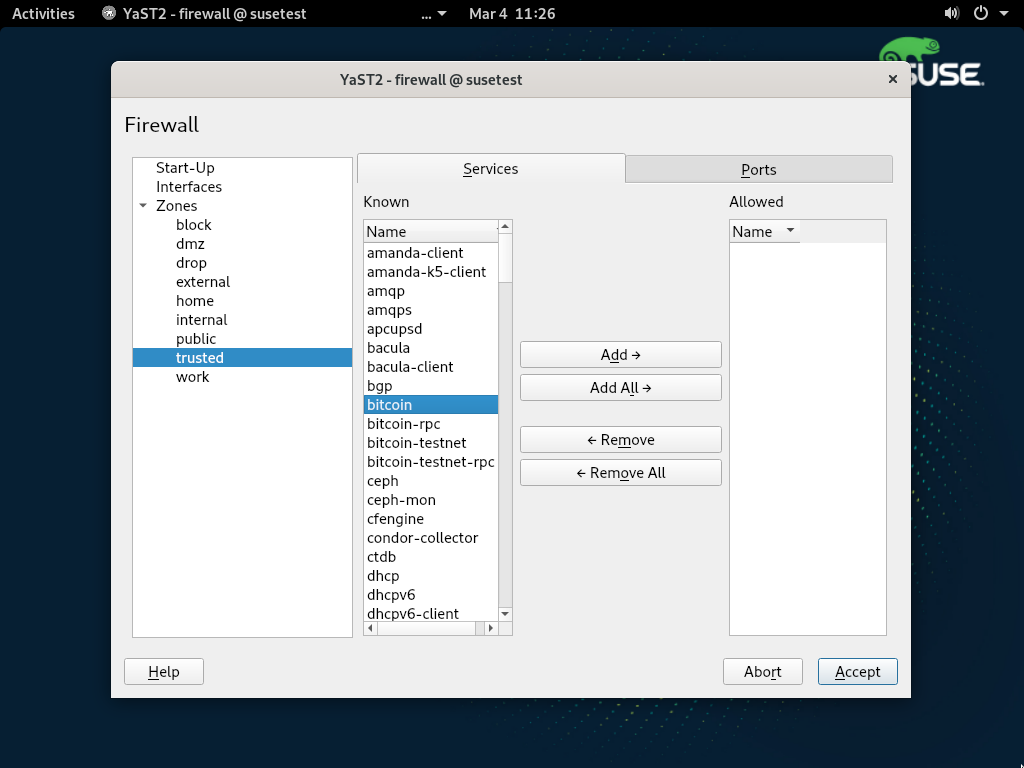 Activities YaST2 - firewall @ susetest ... Mar 4 11:26
SUSE
YaST2 - firewall @ susetest ×
Firewall
Start-Up
Interfaces
Zones
block
dmz
drop
external
home
internal
public
trusted
work
Services
Ports
Known
Name
amanda-client
amanda-k5-client
amqp
amqps
apcupsd
bacula
bacula-client
bgp
bitcoin
bitcoin-rpc
bitcoin-testnet
bitcoin-testnet-rpc
ceph
ceph-mon
cfengine
condor-collector
ctdb
dhcp
dhcpv6
dhcpv6-client
Add →
Add All →
← Remove
← Remove All
Allowed
Name
Help
Abort
Accept